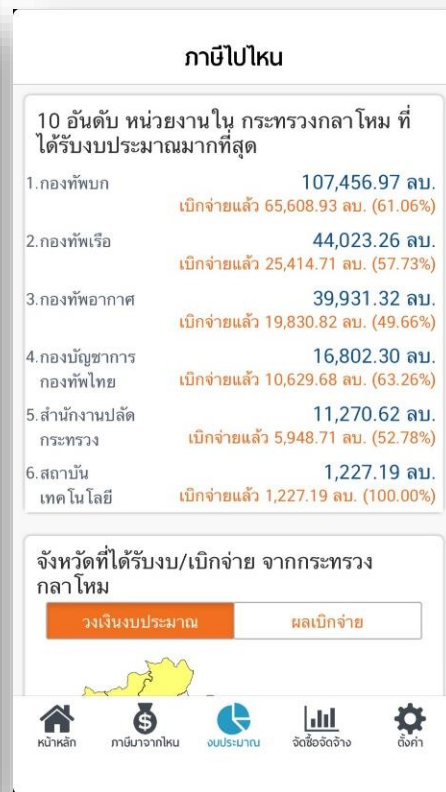 ภาษีไปไหน
10 อันดับ หน่วยงานใน กระทรวงกลาโหม ที่
ได้รับงบประมาณมากที่สุด
1.กองทัพบก 107,456.97 ลบ.
เบิกจ่ายแล้ว 65,608.93 ลบ. (61.06%)
2.กองทัพเรือ 44,023.26 ลบ.
เบิกจ่ายแล้ว 25,414.71 ลบ. (57.73%)
3.กองทัพอากาศ 39,931.32 ลบ.
เบิกจ่ายแล้ว 19,830.82 ลบ. (49.66%)
4.กองบัญชาการ 16,802.30 ลบ.
กองทัพไทย เบิกจ่ายแล้ว 10,629.68 ลบ. (63.26%)
5.สำนักงานปลัด 11,270.62 ลบ.
กระทรวง เบิกจ่ายแล้ว 5,948.71 ลบ. (52.78%)
6.สถาบัน 1,227.19 ลบ.
เทคโนโลยี เบิกจ่ายแล้ว 1,227.19 ลบ. (100.00%)
จังหวัดที่ได้รับงบ/เบิกจ่าย จากกระทรวง
กลาโหม
วงเงินงบประมาณ ผลเบิกจ่าย
หน้าหลัก ภาษีมาจากไหน งบประมาณ จัดซื้อจัดจ้าง ตั้งค่า